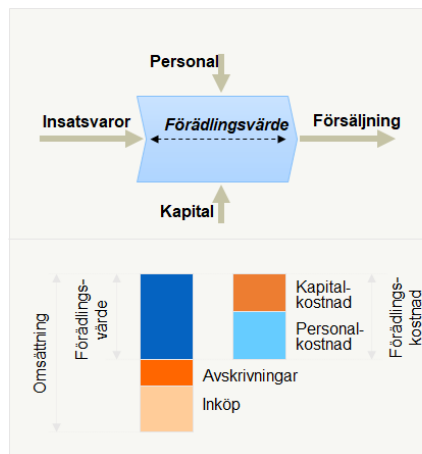 Personal
Insatsvaror
Förädlingsvärde
Försäljning
Kapital
Omsättning
Förädlings-
värde
Kapital-
kostnad
Personal-
kostnad
Förädlings-
kostnad
Avskrivningar
Inköp